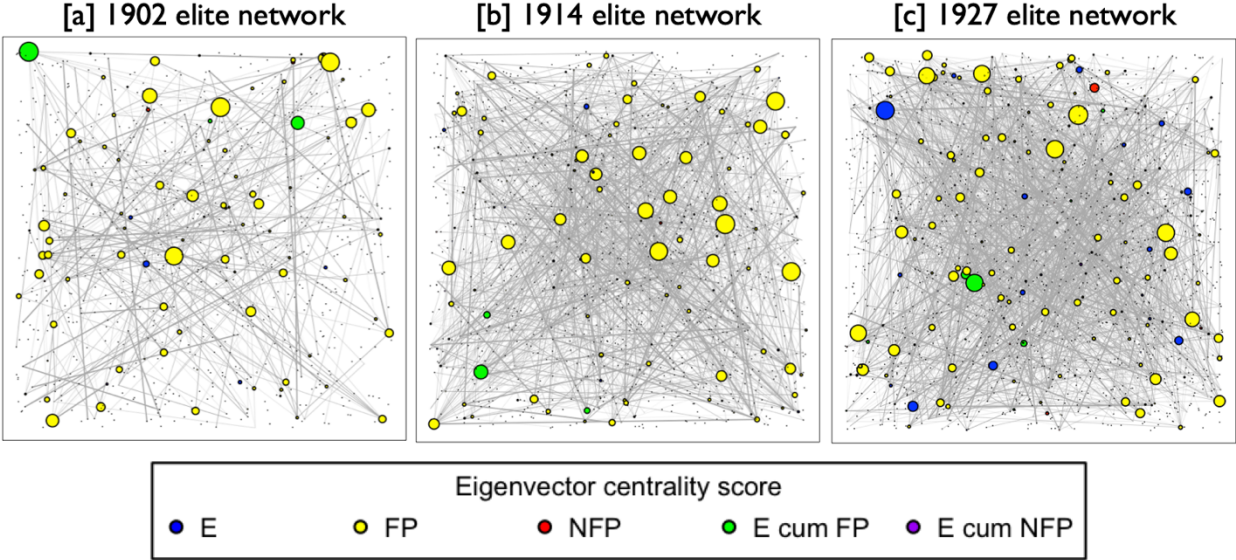 [a] 1902 elite network
[b] 1914 elite network
[c] 1927 elite network
Eigenvector centrality score
E
FP
NFP
E cum FP
E cum NFP